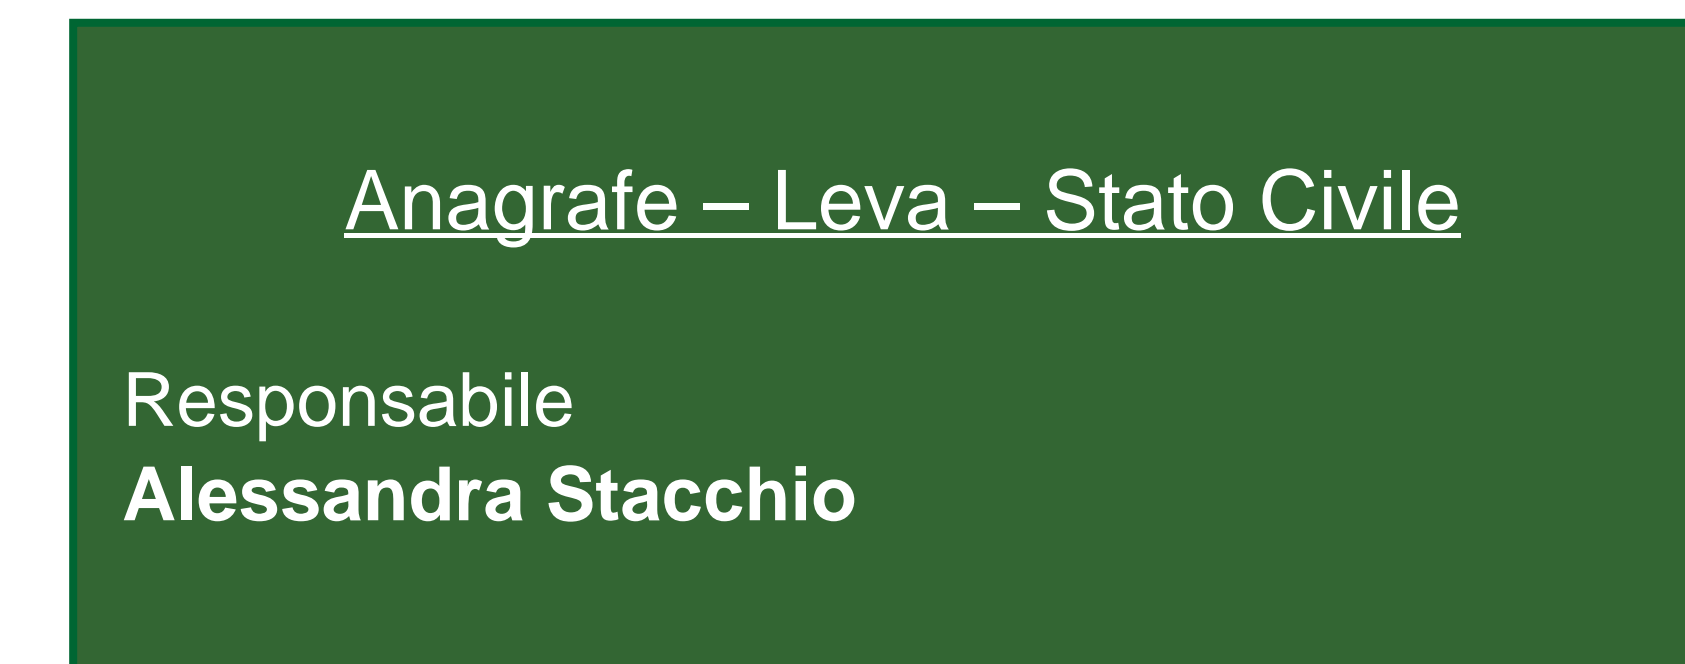 Anagrafe – Leva – Stato Civile
Responsabile
Alessandra Stacchio